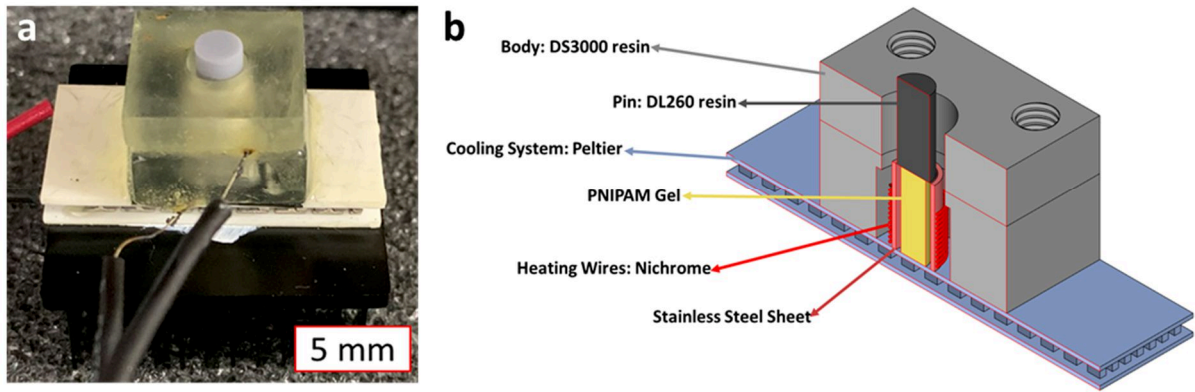 a
5 mm
b
Body: DS3000 resin
Pin: DL260 resin
Cooling System: Peltier
PNIPAM Gel
Heating Wires: Nichrome
Stainless Steel Sheet